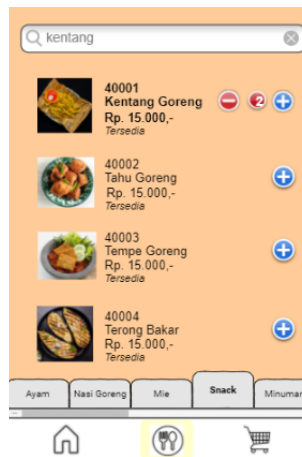 kentang
40001
Kentang Goreng
2
Rp. 15.000,-
Tersedia
40002
Tahu Goreng
Rp. 15.000,-
Tersedia
40003
Tempe Goreng
Rp. 15.000,-
Tersedia
40004
Terong Bakar
Rp. 15.000,-
Tersedia
Ayam
Nasi Goreng
Mie
Snack
Minuman